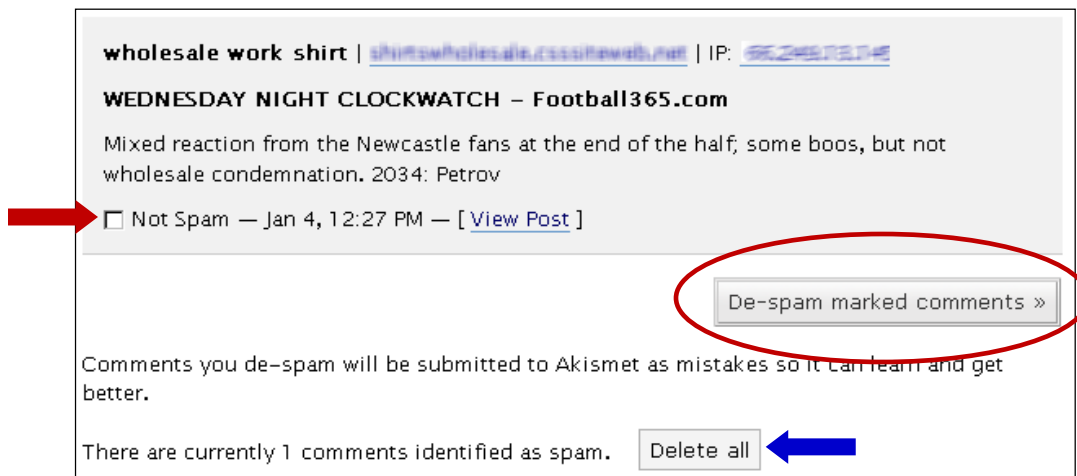 wholesale work shirt | | IP:
WEDNESDAY NIGHT CLOCKWATCH – Football365.com
Mixed reaction from the Newcastle fans at the end of the half; some boos, but not
wholesale condemnation. 2034: Petrov
Not Spam — Jan 4, 12:27 PM — [ View Post ]
De-spam marked comments »
Comments you de-spam will be submitted to Akismet as mistakes so it can learn and get
better.
There are currently 1 comments identified as spam. Delete all